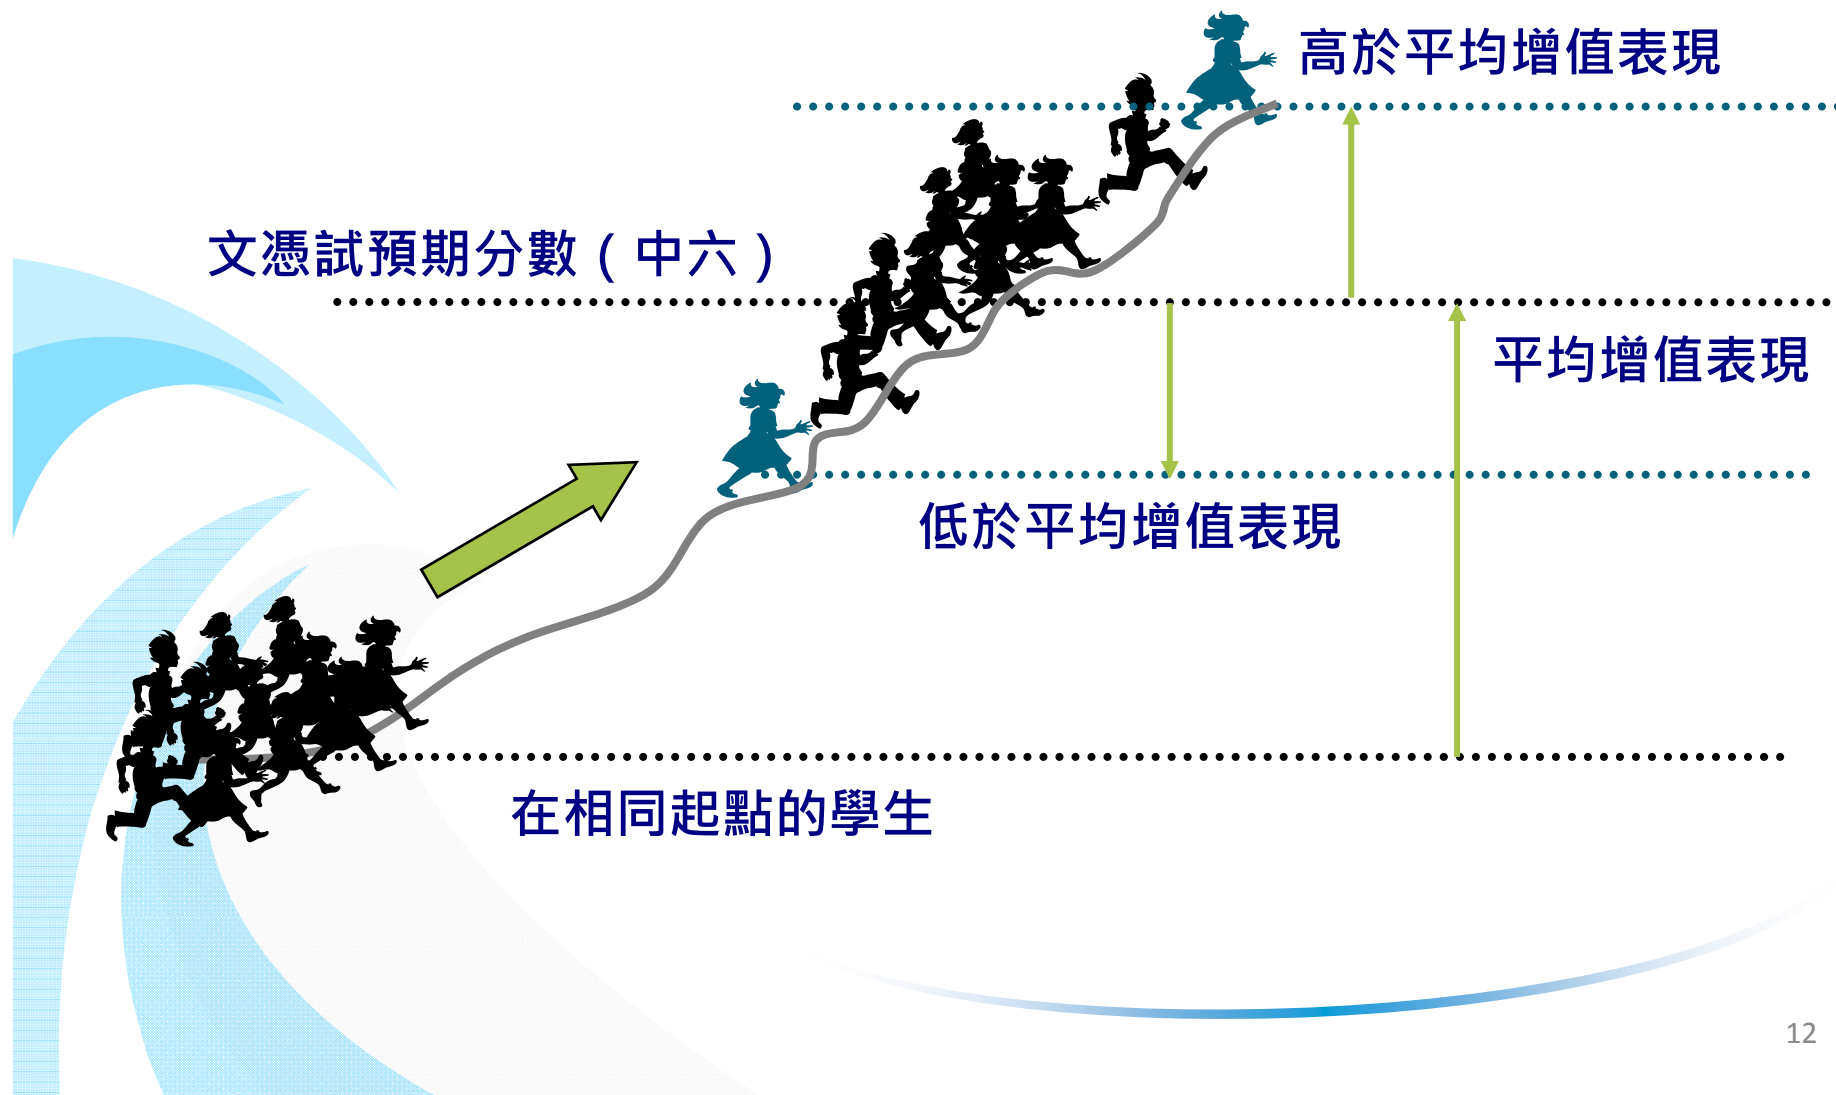 高於平均增值表現
文憑試預期分數（中六）
平均增值表現
低於平均增值表現
在相同起點的學生
12